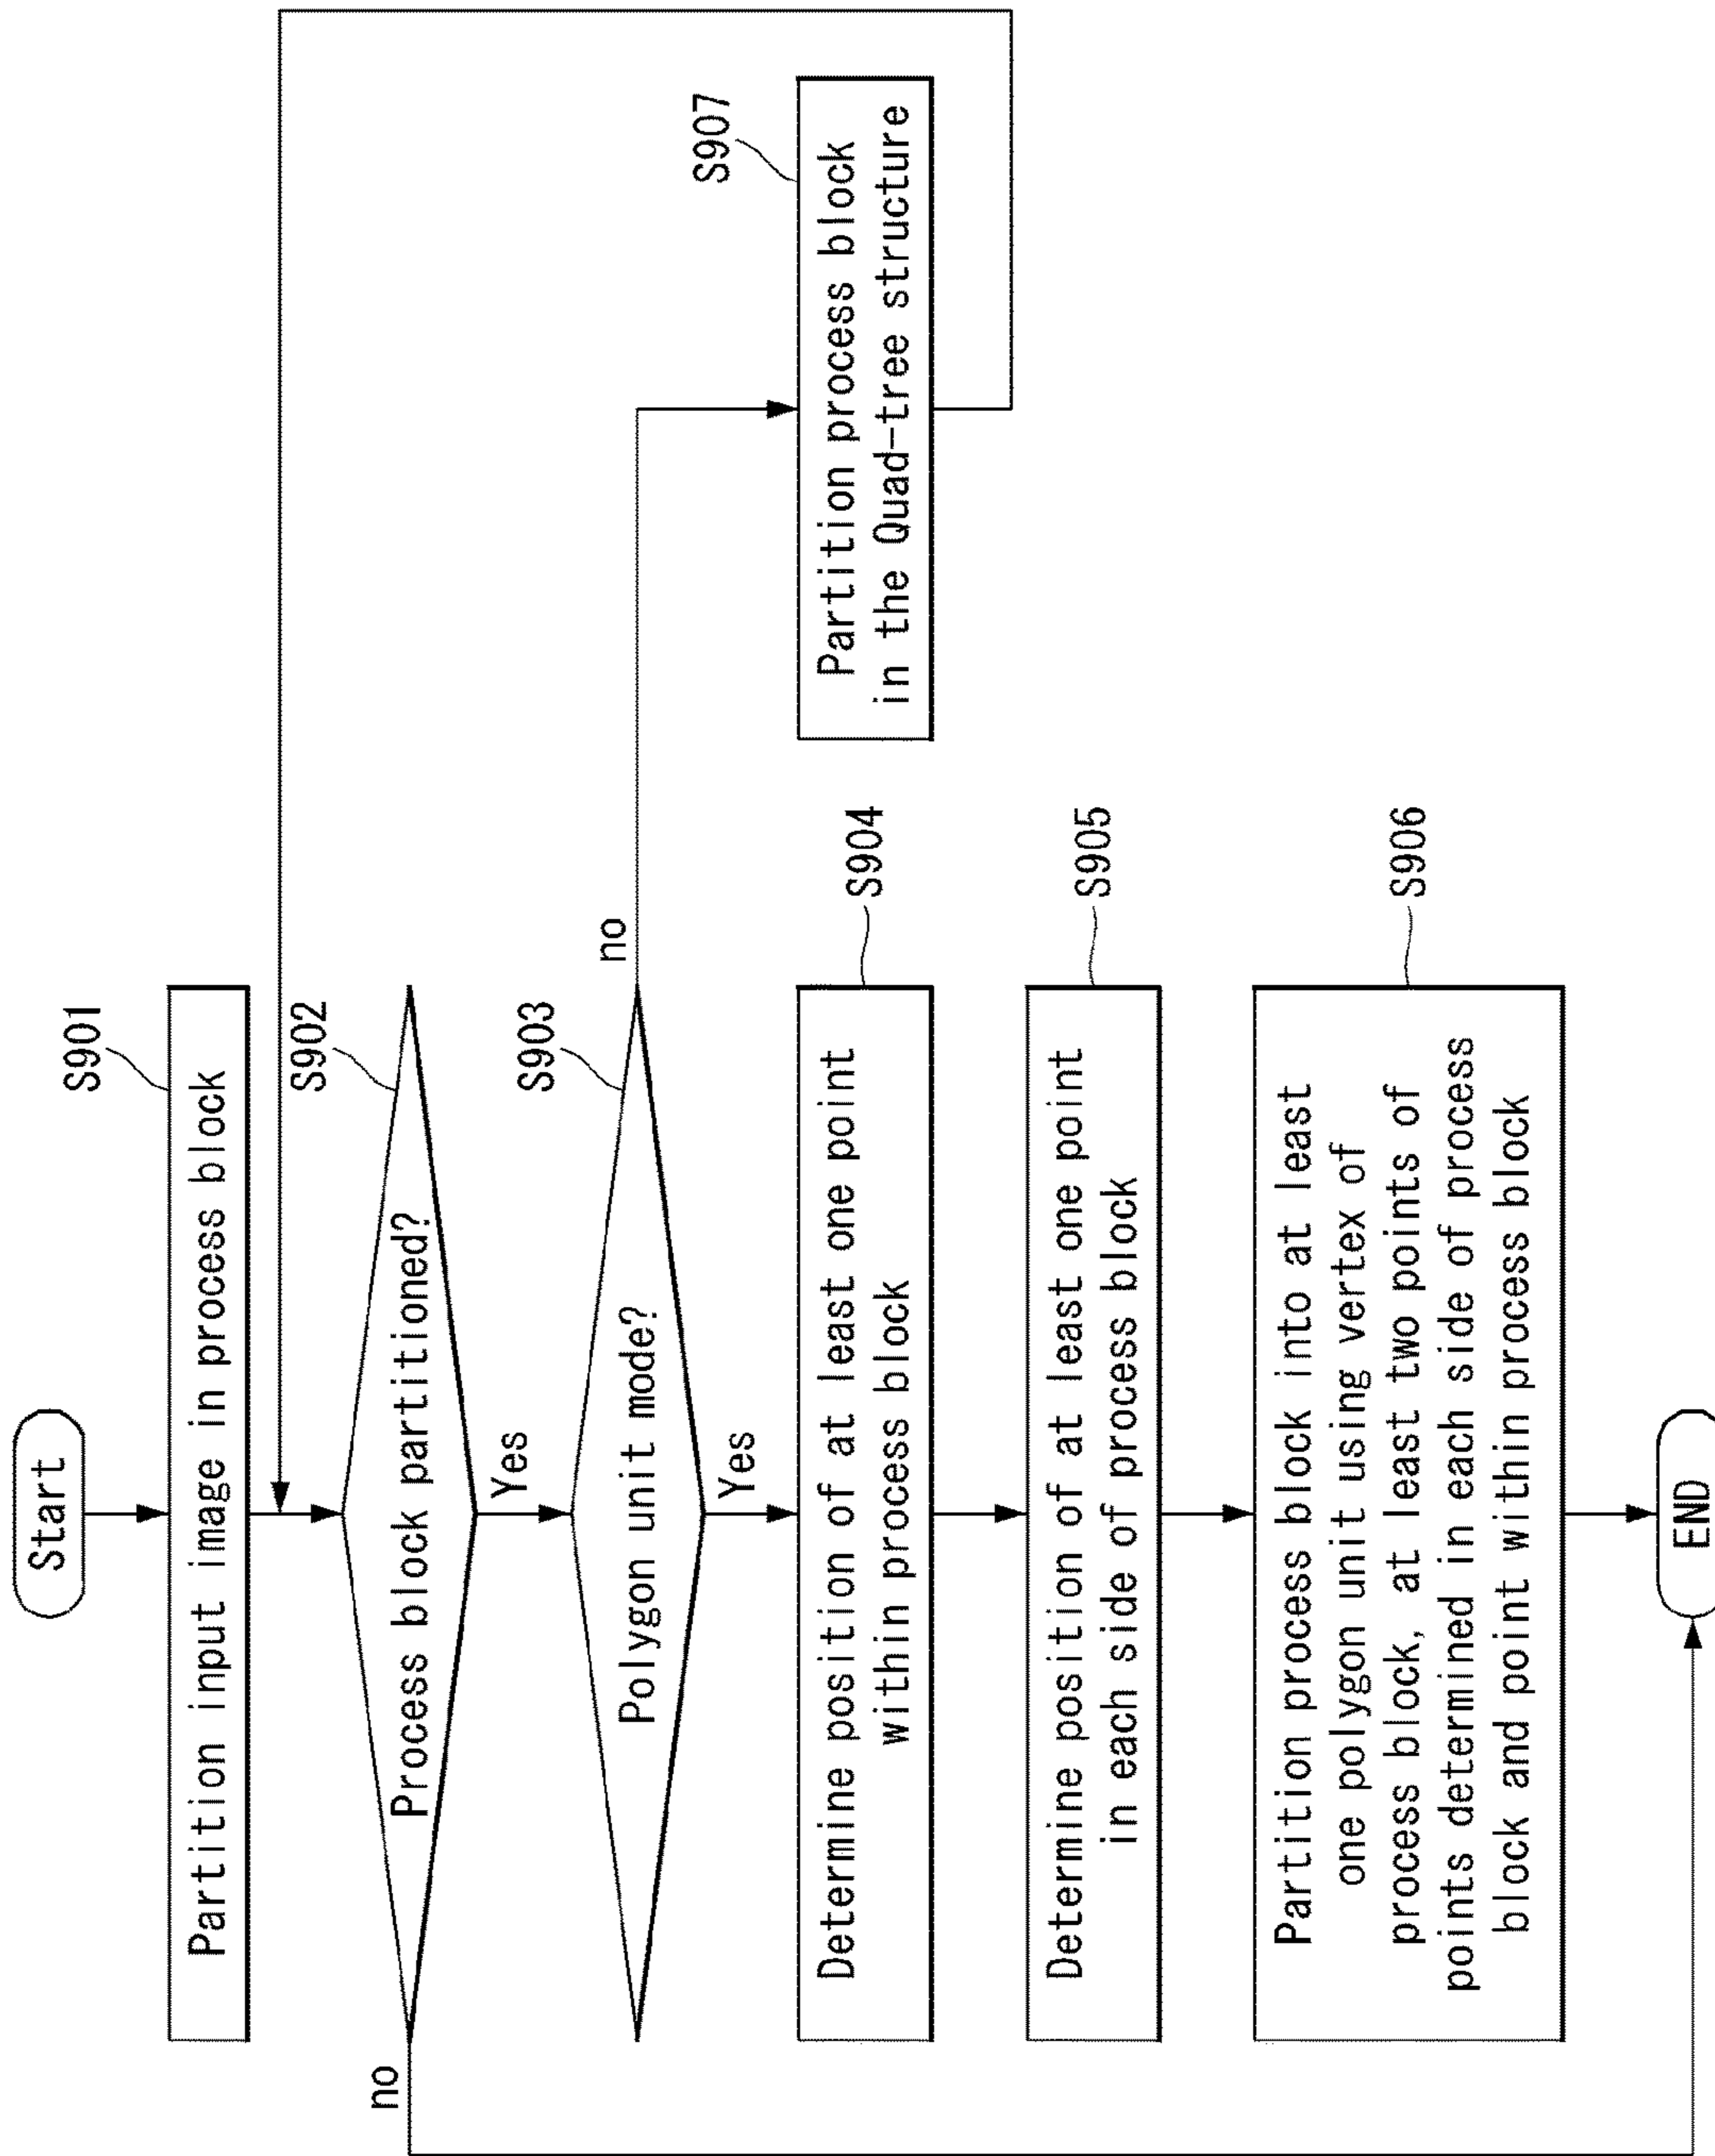 Start
S901
Partition input image in process block
S902
Process block partitioned?
no
Yes
S903
Polygon unit mode?
no
Yes
S904
Determine position of at least one point
within process block
S907
Partition process block
in the Quad-tree structure
S905
Determine position of at least one point
in each side of process block
S906
Partition process block into at least
one polygon unit using vertex of
process block, at least two points of
points determined in each side of process
block and point within process block
END